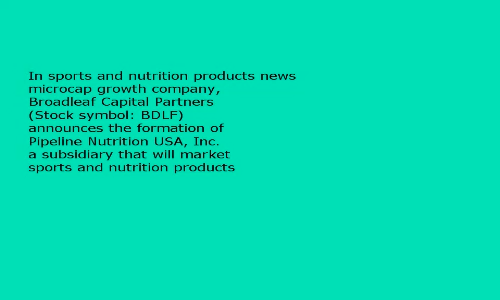 In sports and nutrition products news
microcap growth company,
Broadleaf Capital Partners
(Stock symbol: BDLF)
announces the formation of
Pipeline Nutrition USA, Inc.
a subsidiary that will market
sports and nutrition products